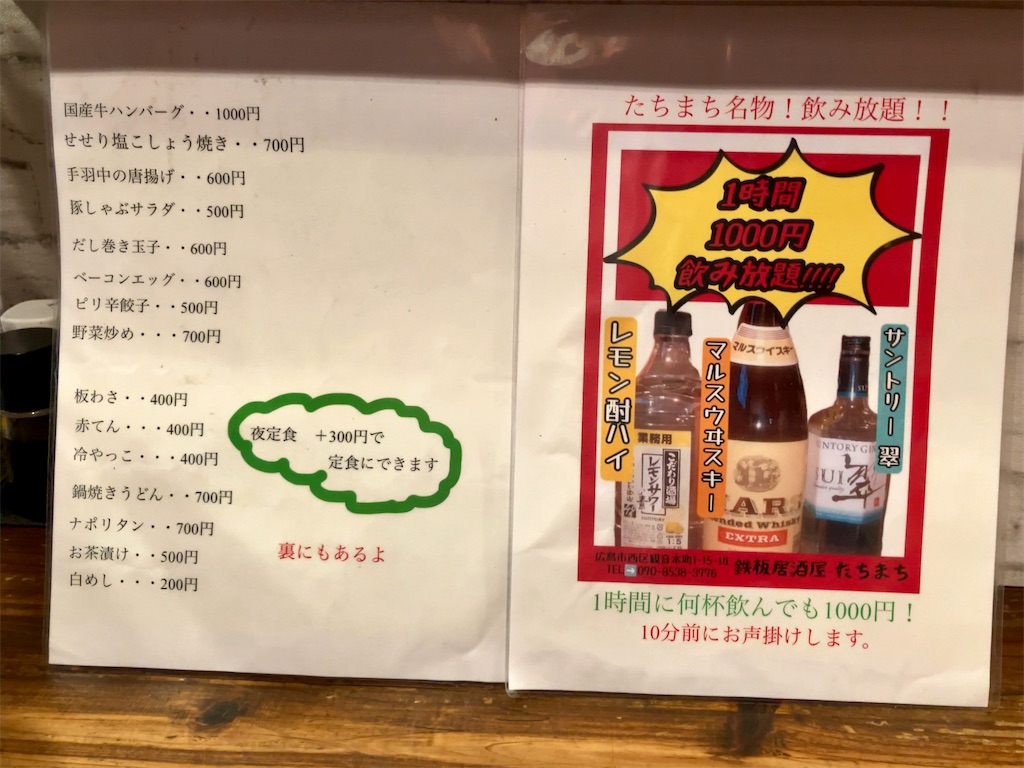 国産牛ハンバーグ・・1000円
せせり塩こしょう焼き・・700円
手羽中の唐揚げ・・600円
豚しゃぶサラダ・・500円
だし巻き玉子・・600円
ベーコンエッグ・・600円
ピリ辛餃子・・500円
野菜炒め・・・700円
板わさ・・400円
赤てん・・・400円
冷やっこ・・・400円
鍋焼きうどん・・700円
ナポリタン・・700円
お茶漬け・・500円
白めし・・・200円
夜定食 +300円で
定食にできます
裏にもあるよ
たちまち名物!飲み放題!!
1時間
1000円
飲み放題!!!!
レモン酎ハイ
マルスウヰスキー
サントリー翠
業務用
こだわり酒場
レモンサワー
1:5
マルスウイスキー
MARS
Blended Whisky
EXTRA
SUNTORY GIN
SUI
翠
広島市西区観音本町1-15-18
TEL➡070-8538-3776
鉄板居酒屋 たちまち
1時間に何杯飲んでも1000円!
10分前にお声掛けします。